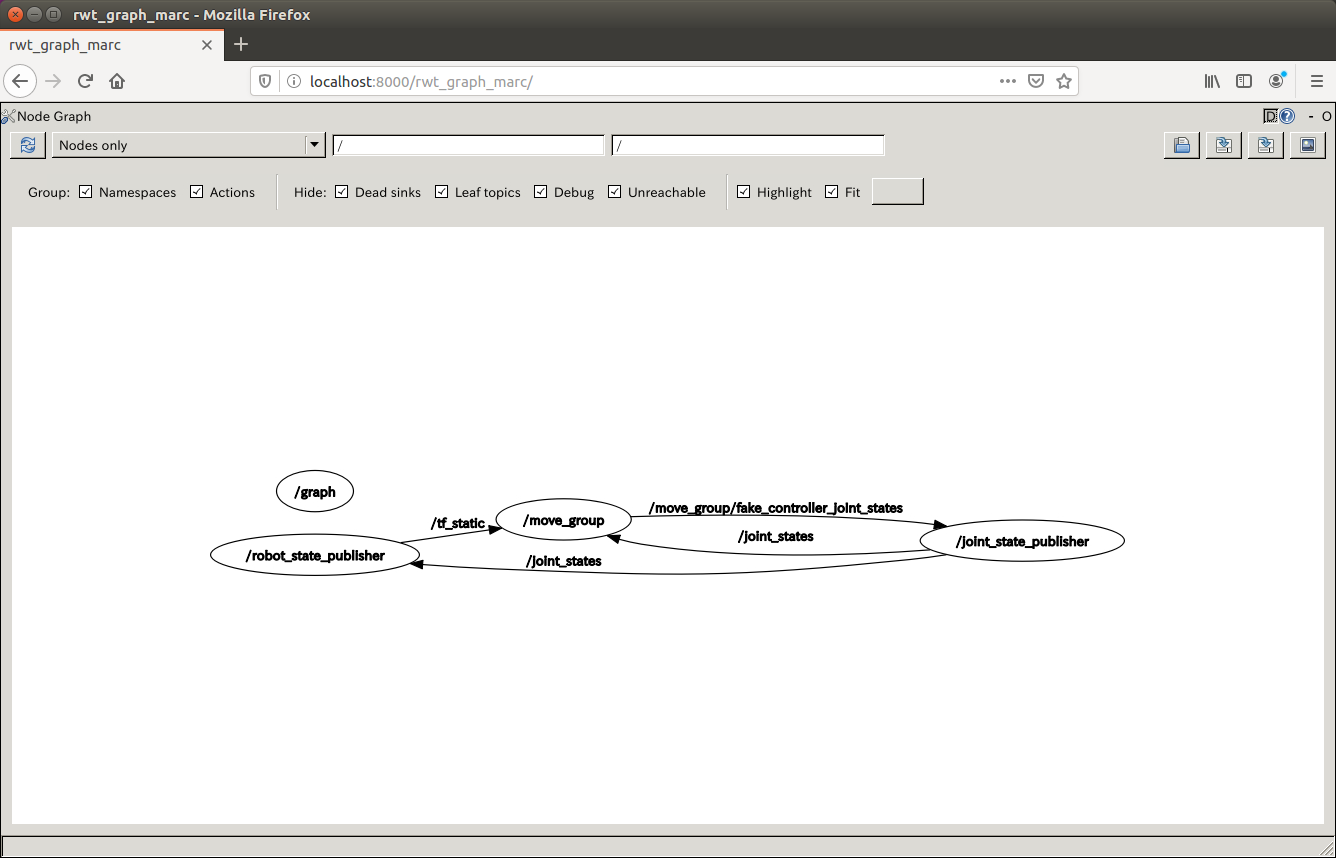 rwt_graph_marc - Mozilla Firefox
rwt_graph_marc
localhost:8000/rwt_graph_marc/
Node Graph
D ? - O
Nodes only
/ /
Group: Namespaces Actions Hide: Dead sinks Leaf topics Debug Unreachable Highlight Fit
/graph
/move_group/fake_controller_joint_states
/move_group
/tf_static
/joint_states
/joint_state_publisher
/robot_state_publisher
/joint_states